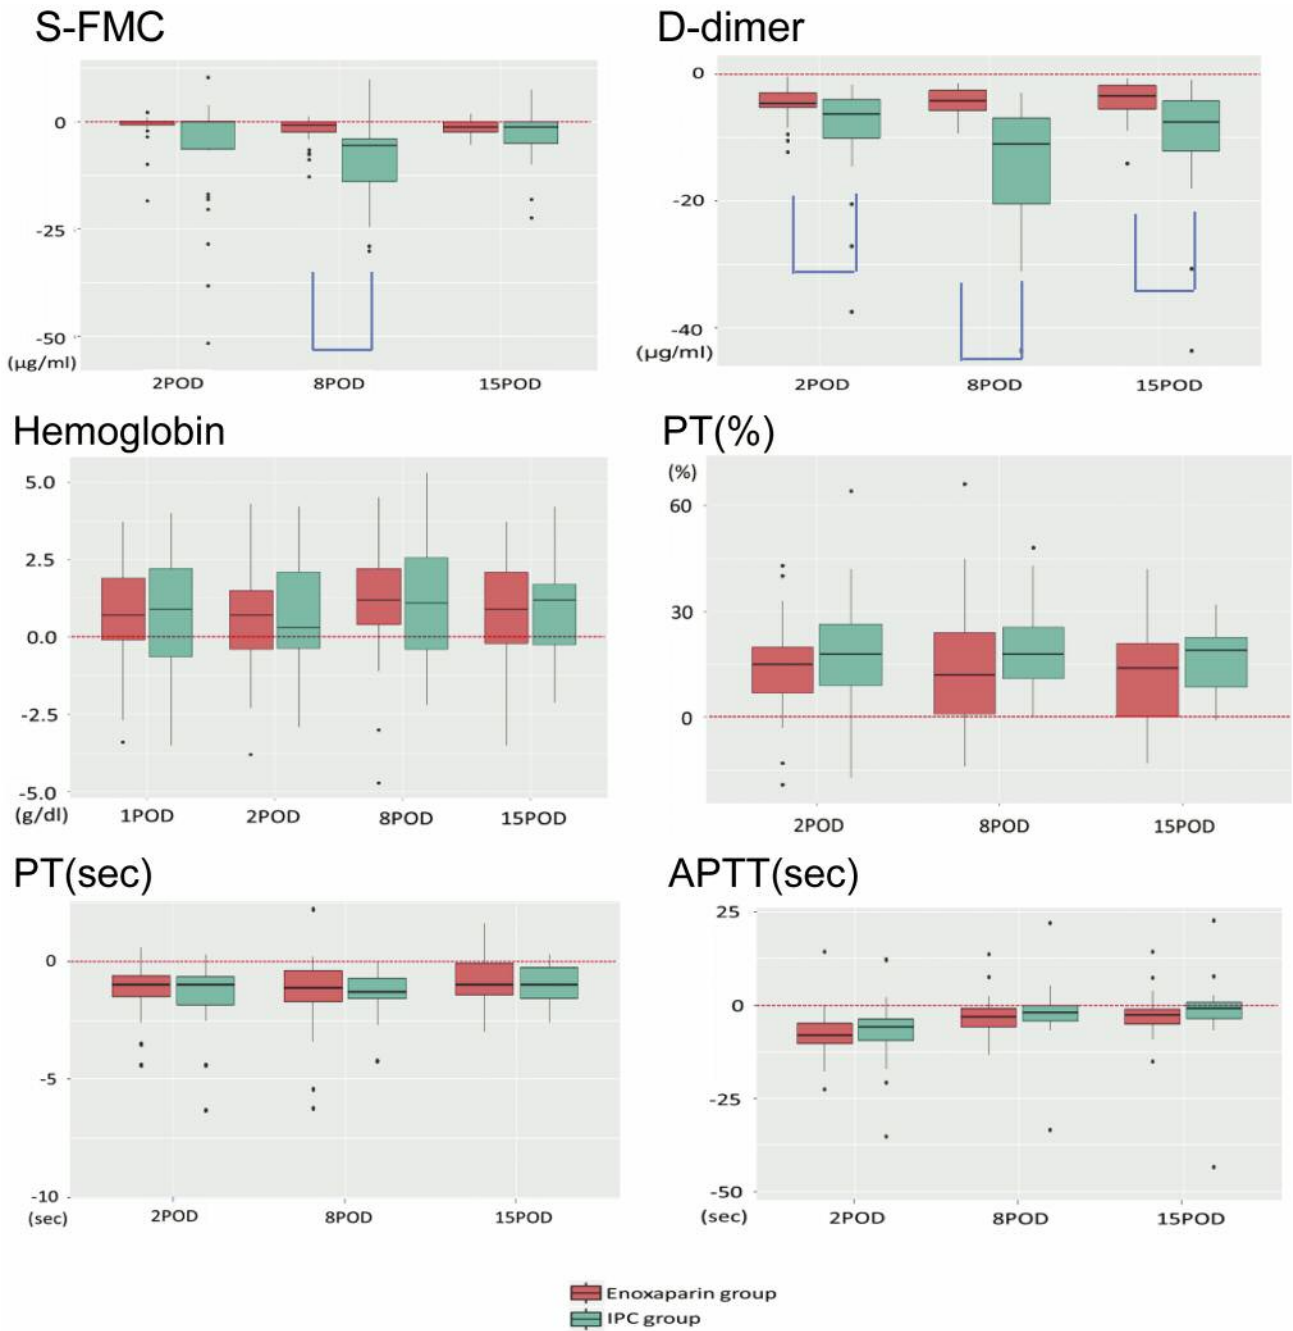 S-FMC
0
-25
-50
(μg/ml)
2POD 8POD 15POD
D-dimer
0
-20
-40
(μg/ml)
2POD 8POD 15POD
Hemoglobin
5.0
2.5
0.0
-2.5
-5.0
(g/dl) 1POD 2POD 8POD 15POD
PT(%)
(%)
60
30
0
2POD 8POD 15POD
PT(sec)
0
-5
-10
(sec) 2POD 8POD 15POD
APTT(sec)
25
0
-25
-50
(sec) 2POD 8POD 15POD
Enoxaparin group
IPC group